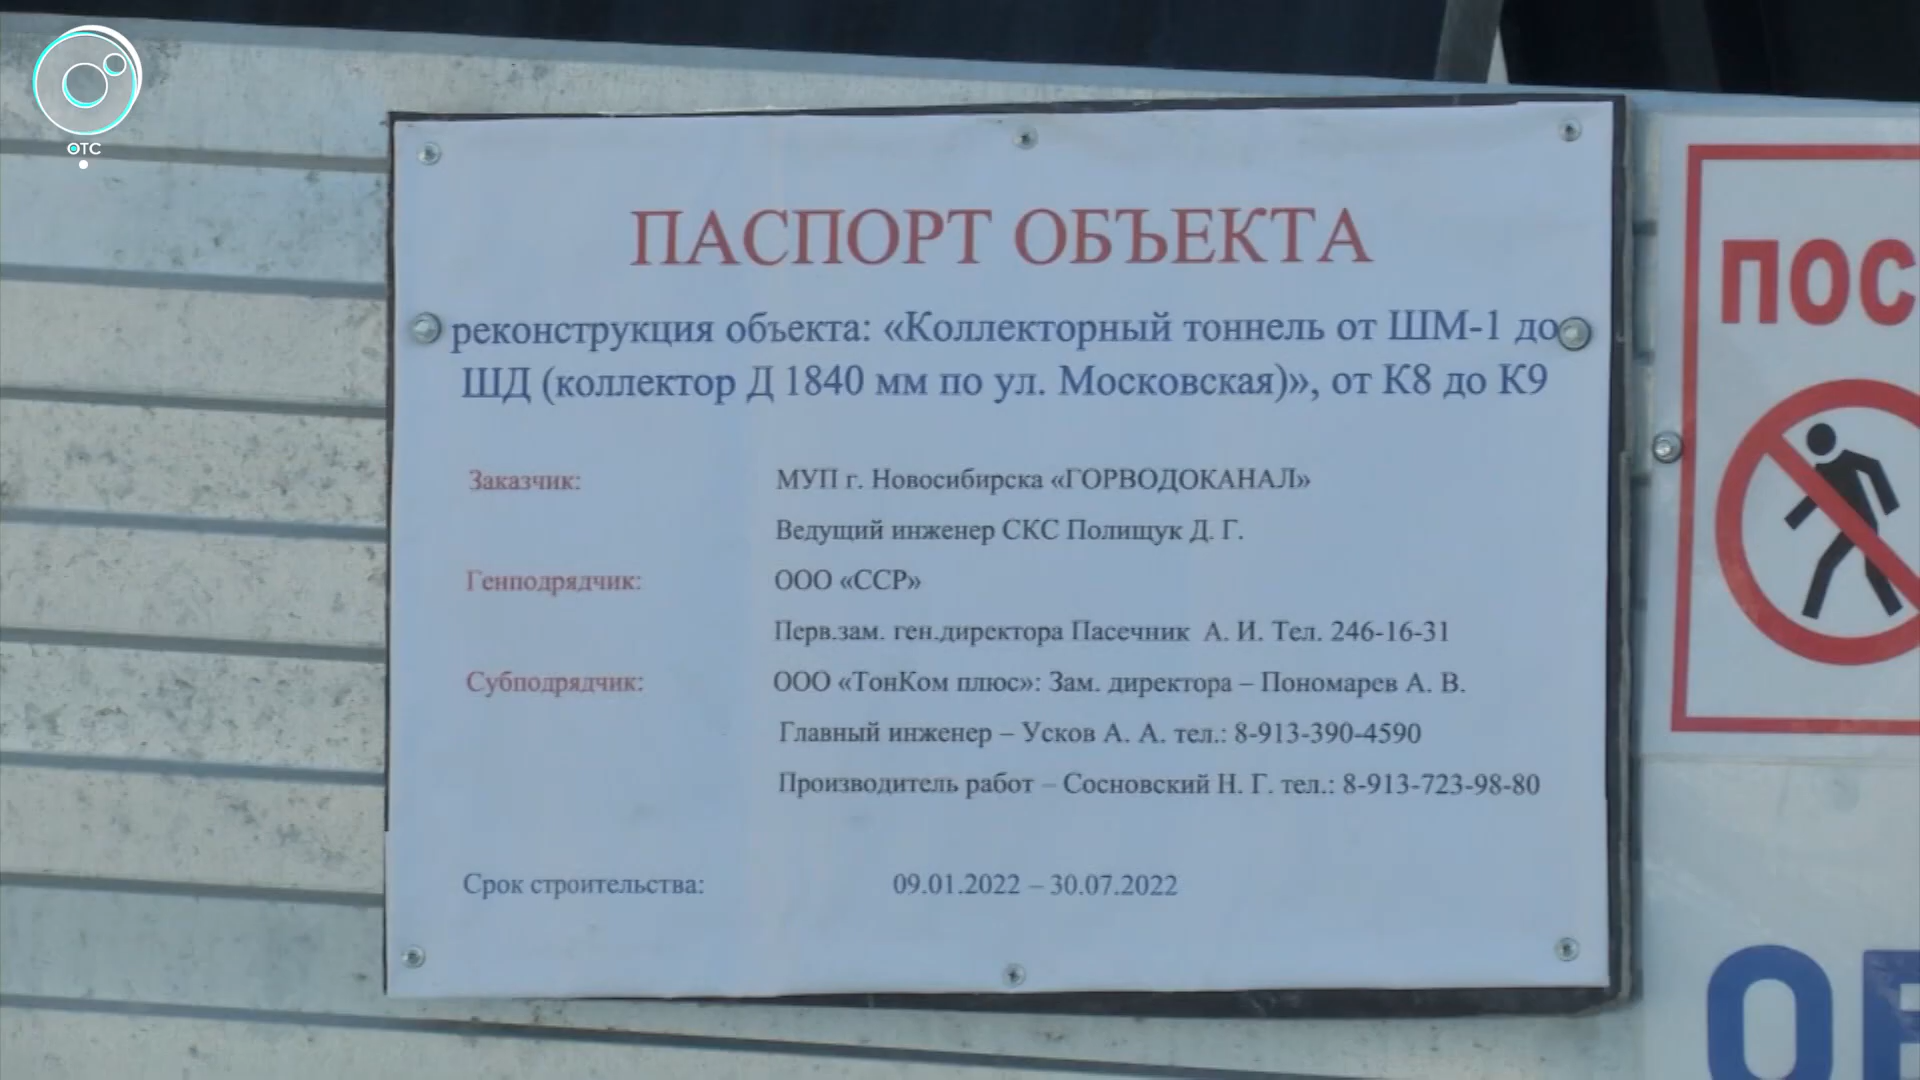 ОТС
ПАСПОРТ ОБЪЕКТА
реконструкция объекта: «Коллекторный тоннель от ШМ-1 до
ШД (коллектор Д 1840 мм по ул. Московская)», от К8 до К9
Заказчик: МУП г. Новосибирска «ГОРВОДОКАНАЛ»
Ведущий инженер СКС Полищук Д. Г.
Генподрядчик: ООО «ССР»
Перв.зам. ген.директора Пасечник А. И. Тел. 246-16-31
Субподрядчик: ООО «ТонКом плюс»: Зам. директора – Пономарев А. В.
Главный инженер – Усков А. А. тел.: 8-913-390-4590
Производитель работ – Сосновский Н. Г. тел.: 8-913-723-98-80
Срок строительства: 09.01.2022 – 30.07.2022
ПОС